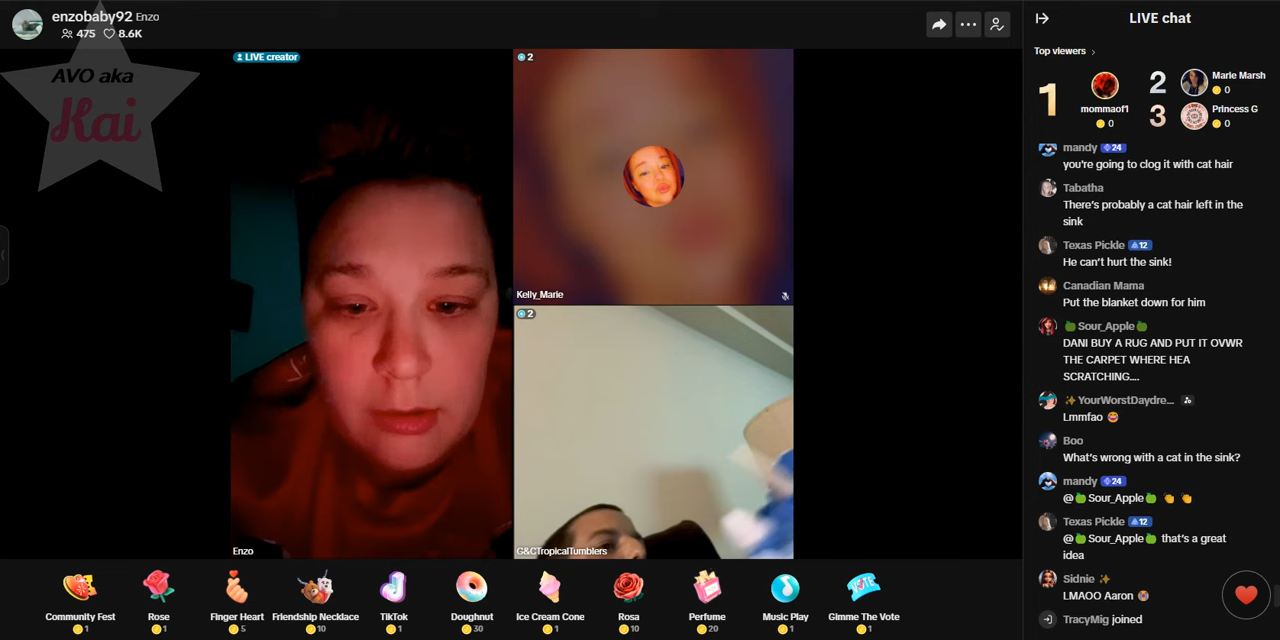 enzobaby92 Enzo
475 8.6K
AVO aka
Kai
LIVE creator
2
Kelly_Marie
2
Enzo
G&CTropicalTumblers
Community Fest
1
Rose
1
Finger Heart
5
Friendship Necklace
10
TikTok
1
Doughnut
30
Ice Cream Cone
1
Rosa
10
Perfume
20
Music Play
1
Gimme The Vote
1
LIVE chat
Top viewers
1
mommaof1
0
2
Marie Marsh
0
3
Princess G
0
mandy 24
you're going to clog it with cat hair
Tabatha
There's probably a cat hair left in the
sink
Texas Pickle 12
He can't hurt the sink!
Canadian Mama
Put the blanket down for him
🍏Sour_Apple🍏
DANI BUY A RUG AND PUT IT OVWR
THE CARPET WHERE HEA
SCRATCHING....
✨YourWorstDaydre...
Lmmfao
Boo
What's wrong with a cat in the sink?
mandy 24
@🍏Sour_Apple🍏 👏 👏
Texas Pickle 12
@🍏Sour_Apple🍏 that's a great
idea
Sidnie ✨
LMAOO Aaron 😭
TracyMig joined